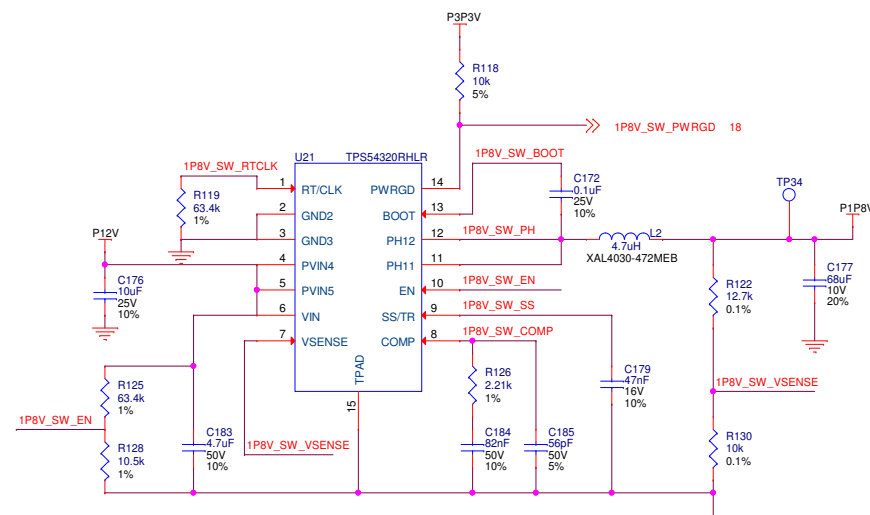 P3P3V
R118
10k
5%
1P8V_SW_PWRGD 18
U21 TPS54320RHLR
1P8V_SW_BOOT
1P8V_SW_RTCLK
R119
63.4k
1%
1 RT/CLK
2 GND2
3 GND3
4 PVIN4
5 PVIN5
6 VIN
7 VSENSE
TPAD
15
PWRGD 14
BOOT 13
PH12 12
PH11 11
EN 10
SS/TR 9
COMP 8
C172
0.1uF
25V
10%
TP34
P1P8V
1P8V_SW_PH
L2
4.7uH
XAL4030-472MEB
P12V
C176
10uF
25V
10%
1P8V_SW_EN
1P8V_SW_SS
1P8V_SW_COMP
R122
12.7k
0.1%
C177
68uF
10V
20%
R125
63.4k
1%
R126
2.21k
1%
C179
47nF
16V
10%
1P8V_SW_VSENSE
1P8V_SW_EN
R128
10.5k
1%
C183
4.7uF
50V
10%
1P8V_SW_VSENSE
C184
82nF
50V
10%
C185
56pF
50V
5%
R130
10k
0.1%